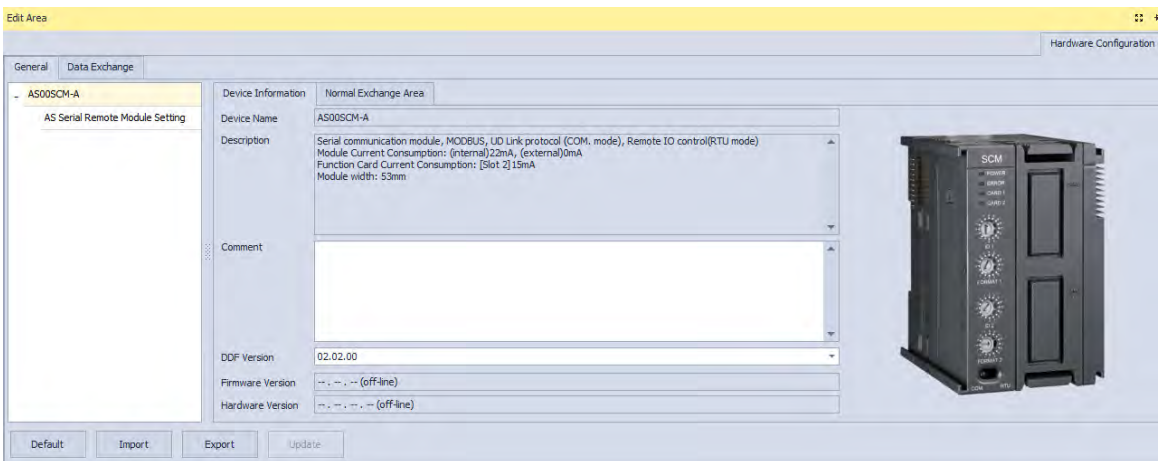 Edit Area
Hardware Configuration
General Data Exchange
AS00SCM-A
AS Serial Remote Module Setting
Device Information Normal Exchange Area
Device Name AS00SCM-A
Description Serial communication module, MODBUS, UD Link protocol (COM. mode), Remote IO control(RTU mode)
Module Current Consumption: (internal)22mA, (external)0mA
Function Card Current Consumption: [Slot 2]15mA
Module width: 53mm
Comment
DDF Version 02.02.00
Firmware Version --.--.-- (off-line)
Hardware Version --.--.--.-- (off-line)
SCM
POWER
ERROR
CARD 1
CARD 2
ID 1
FORMAT 1
ID 2
FORMAT 2
COM RTU
Default Import Export Update